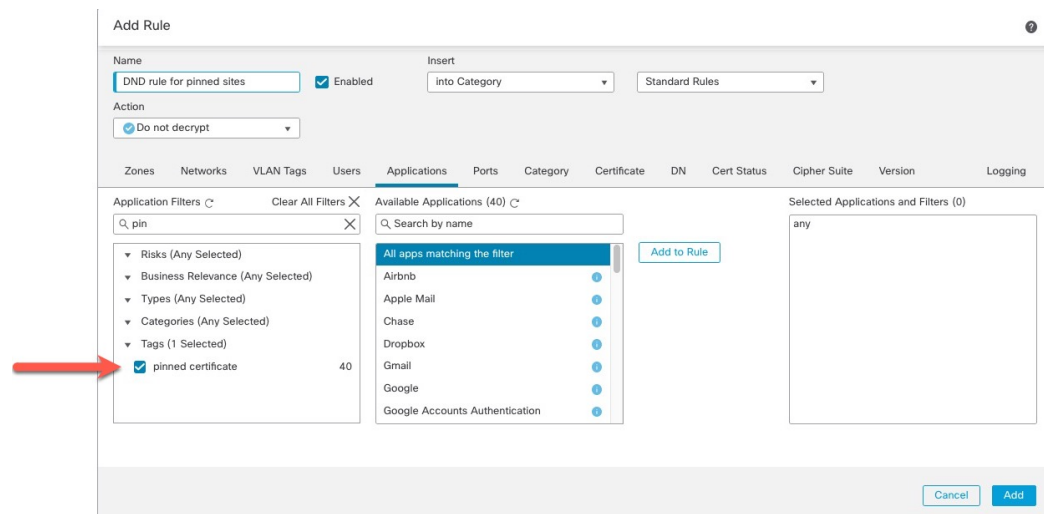 Add Rule
Name
Insert
DND rule for pinned sites
Enabled
into Category
Standard Rules
Action
Do not decrypt
Zones Networks VLAN Tags Users Applications Ports Category Certificate DN Cert Status Cipher Suite Version Logging
Application Filters Clear All Filters
pin
Risks (Any Selected)
Business Relevance (Any Selected)
Types (Any Selected)
Categories (Any Selected)
Tags (1 Selected)
pinned certificate 40
Available Applications (40)
Search by name
All apps matching the filter
Airbnb
Apple Mail
Chase
Dropbox
Gmail
Google
Google Accounts Authentication
Add to Rule
Selected Applications and Filters (0)
any
Cancel
Add